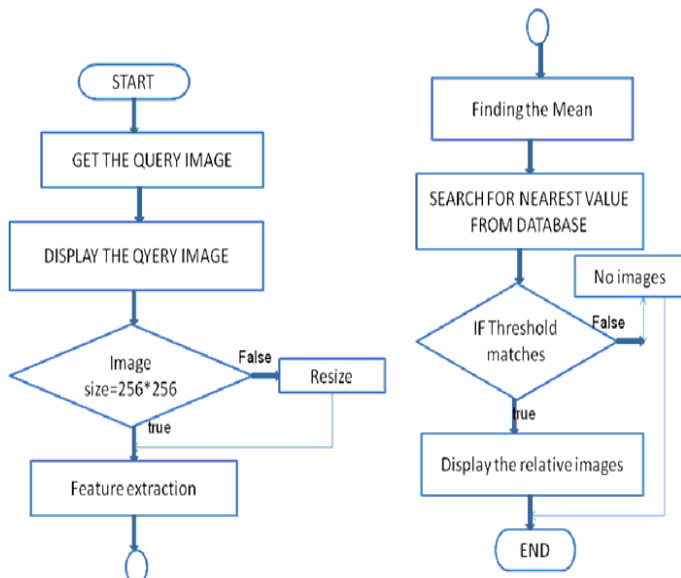 START
GET THE QUERY IMAGE
DISPLAY THE QYERY IMAGE
Image
size=256*256
False
Resize
true
Feature extraction
Finding the Mean
SEARCH FOR NEAREST VALUE
FROM DATABASE
No images
IF Threshold
matches
False
true
Display the relative images
END